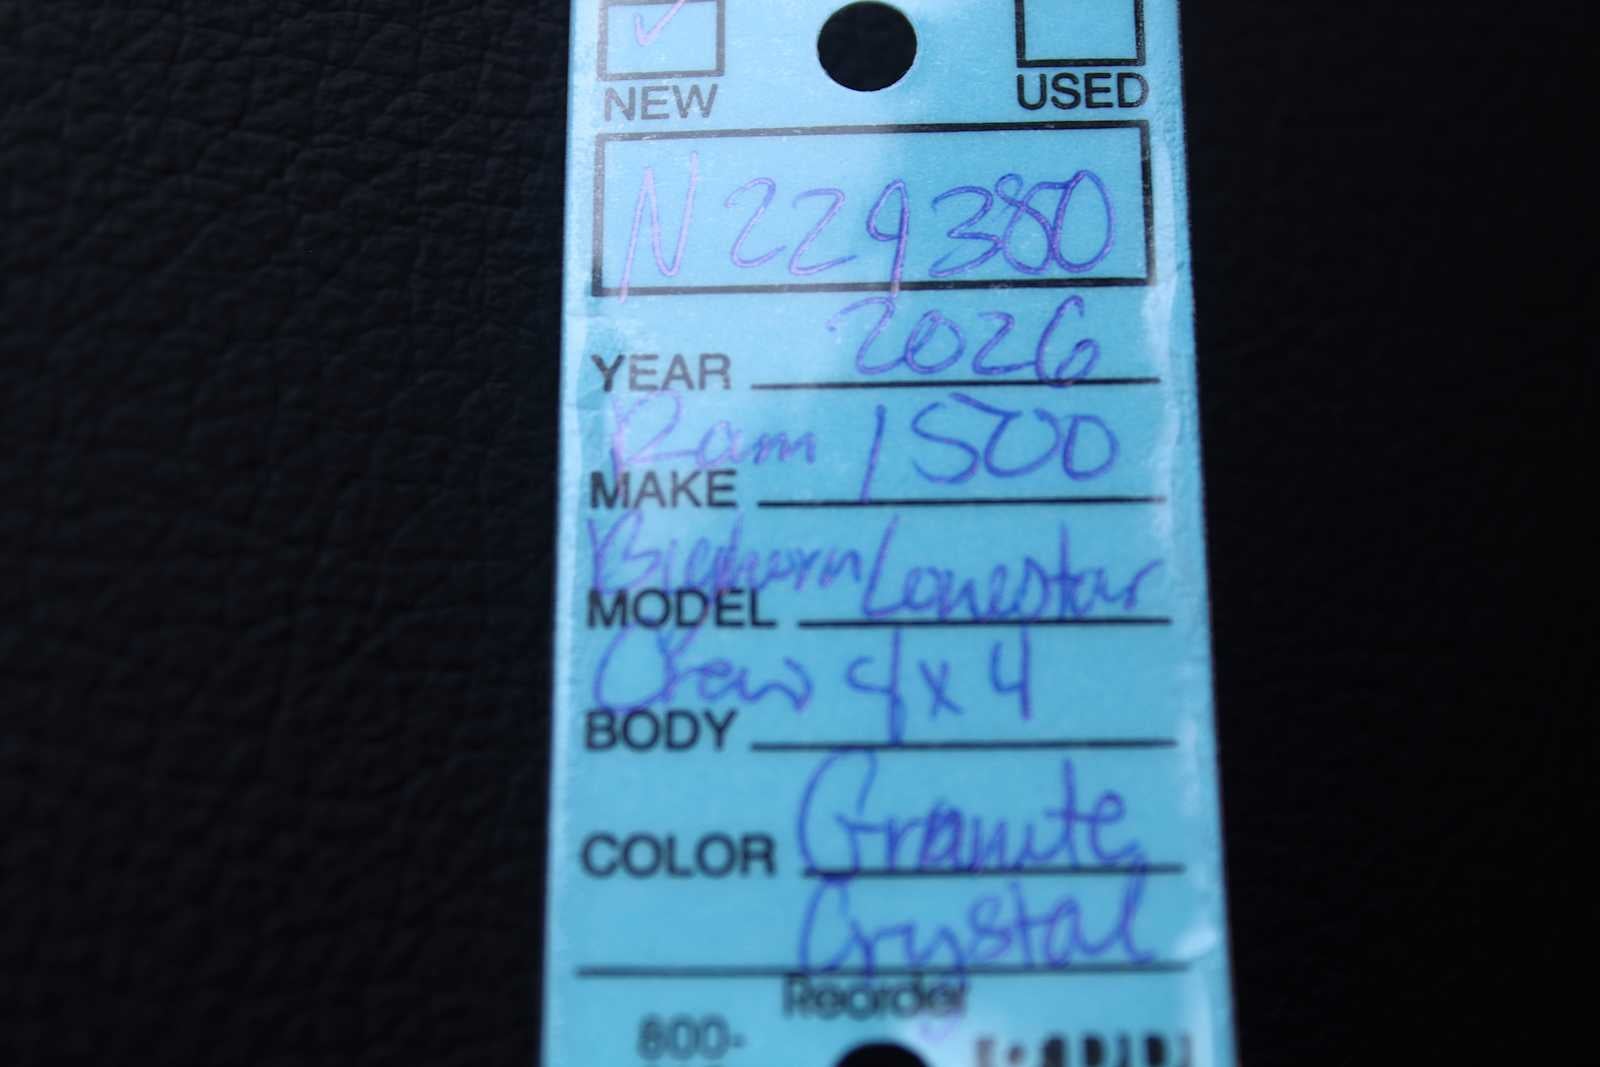 NEW USED
N229380
2026
YEAR
Ram 1500
MAKE
Bighorn/Lonestar
MODEL
Crew 4x4
BODY
Granite
COLOR
Crystal
Reorder
800-